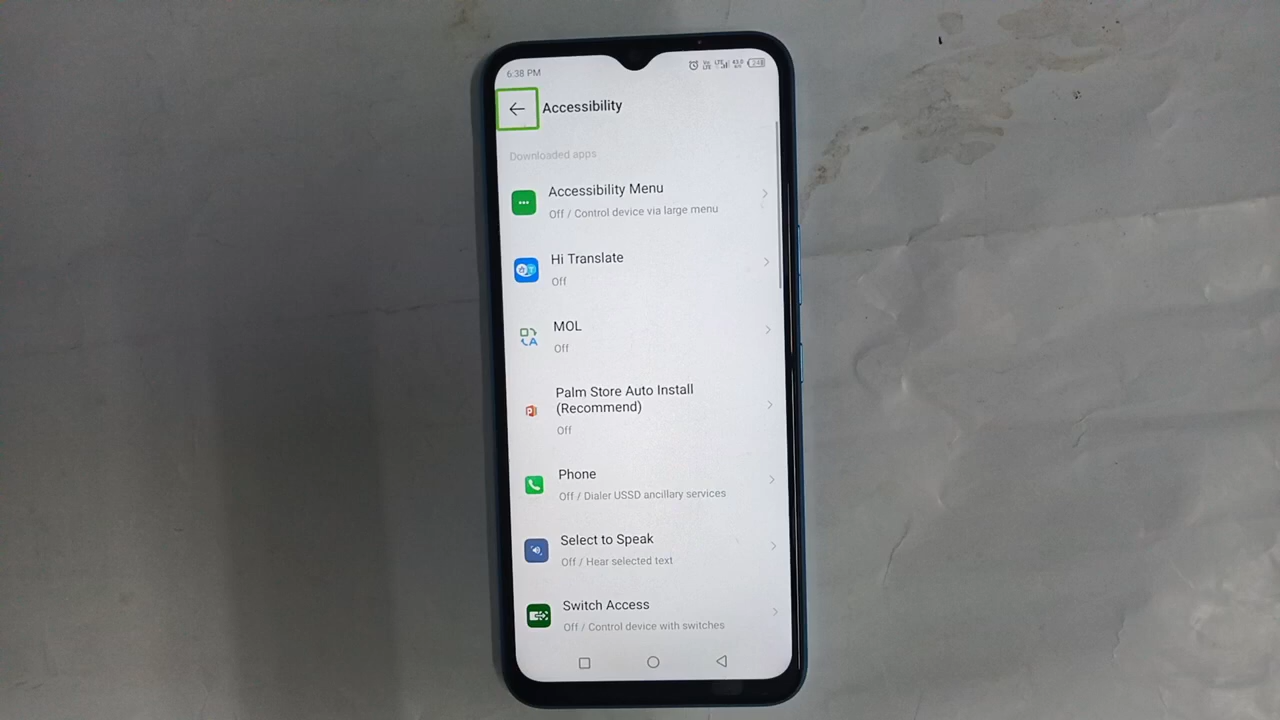 6:38 PM
Accessibility
Downloaded apps
Accessibility Menu
Off / Control device via large menu
Hi Translate
Off
MOL
Off
Palm Store Auto Install
(Recommend)
Off
Phone
Off / Dialer USSD ancillary services
Select to Speak
Off / Hear selected text
Switch Access
Off / Control device with switches